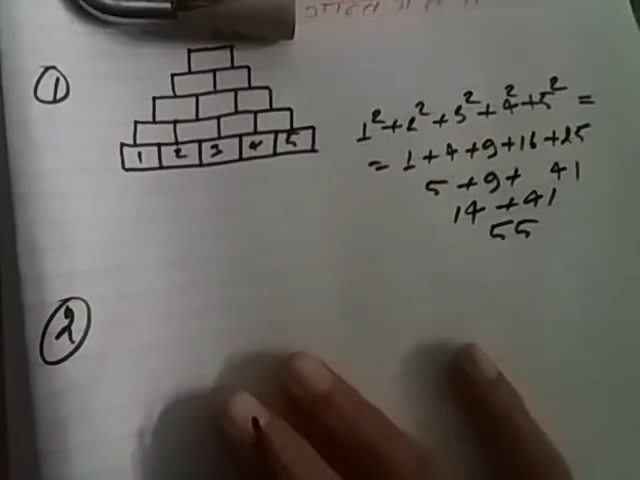 1
1 2 3 4 5
1² + 2² + 3² + 4² + 5² =
= 1 + 4 + 9 + 16 + 25
5 + 9 + 41
14 + 41
55
2